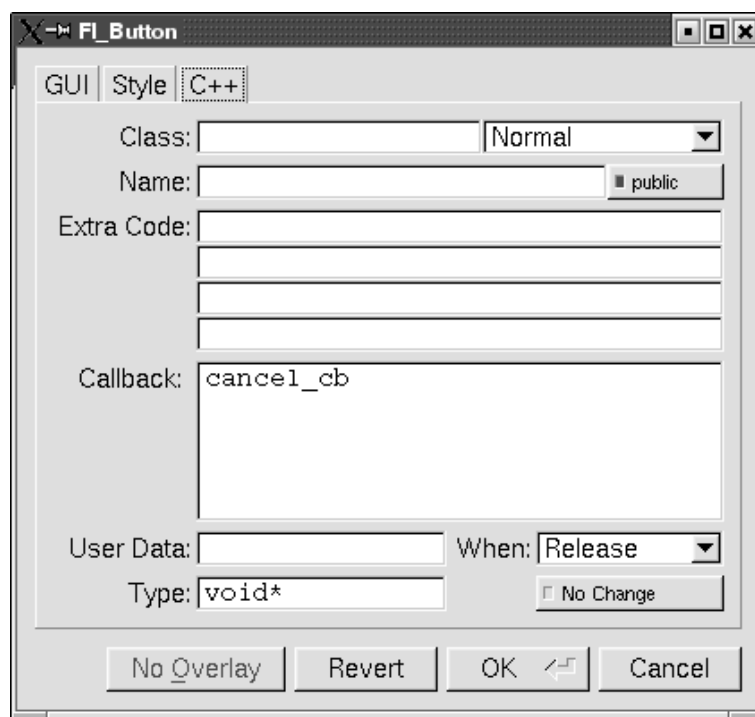 Fl_Button
GUI Style C++
Class: Normal
Name: public
Extra Code:
Callback: cancel_cb
User Data: When: Release
Type: void* No Change
No Overlay Revert OK Cancel